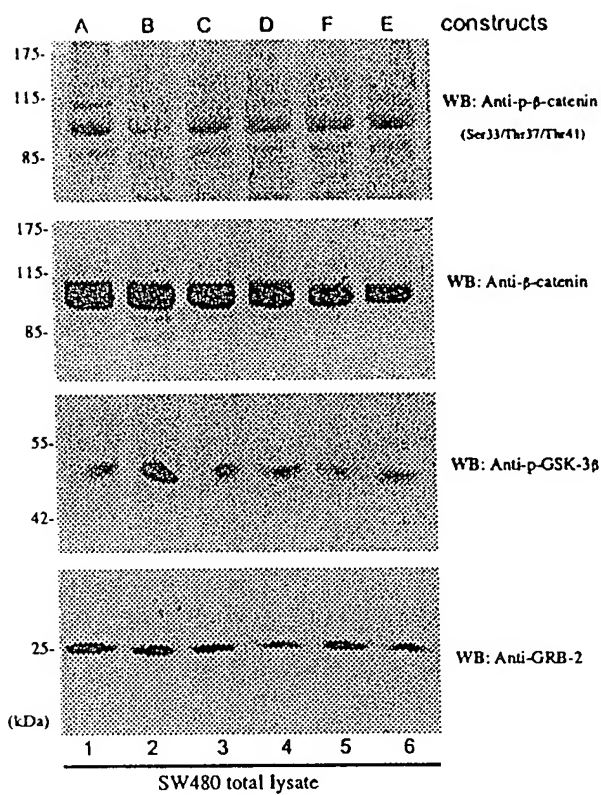 A B C D F E constructs
175-
115-
85-
WB: Anti-p-β-catenin
(Ser33/Thr37/Thr41)
175-
115-
85-
WB: Anti-β-catenin
55-
42-
WB: Anti-p-GSK-3β
25-
WB: Anti-GRB-2
(kDa)
1 2 3 4 5 6
SW480 total lysate